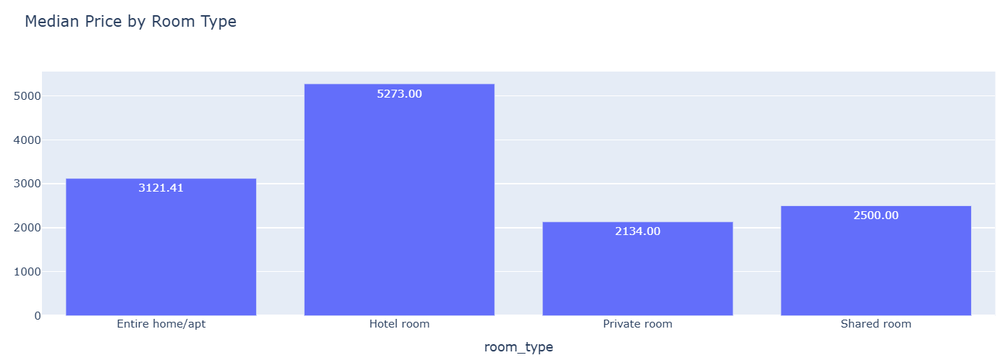 Median Price by Room Type
5000
4000
3000
2000
1000
0
3121.41
5273.00
2134.00
2500.00
Entire home/apt
Hotel room
Private room
Shared room
room_type